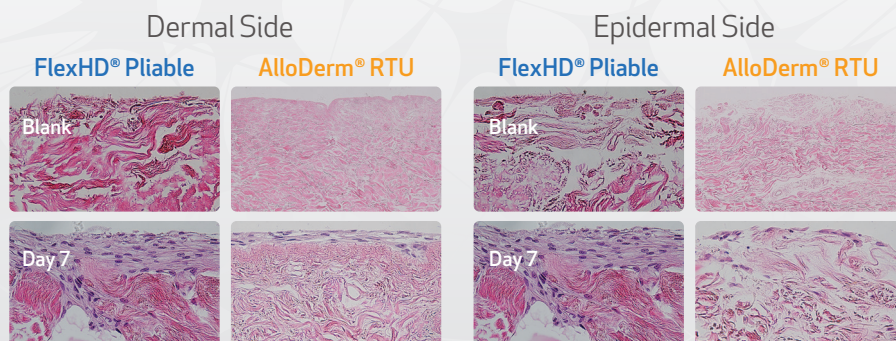 Dermal Side
Epidermal Side
FlexHD® Pliable
AlloDerm® RTU
FlexHD® Pliable
AlloDerm® RTU
Blank
Blank
Day 7
Day 7